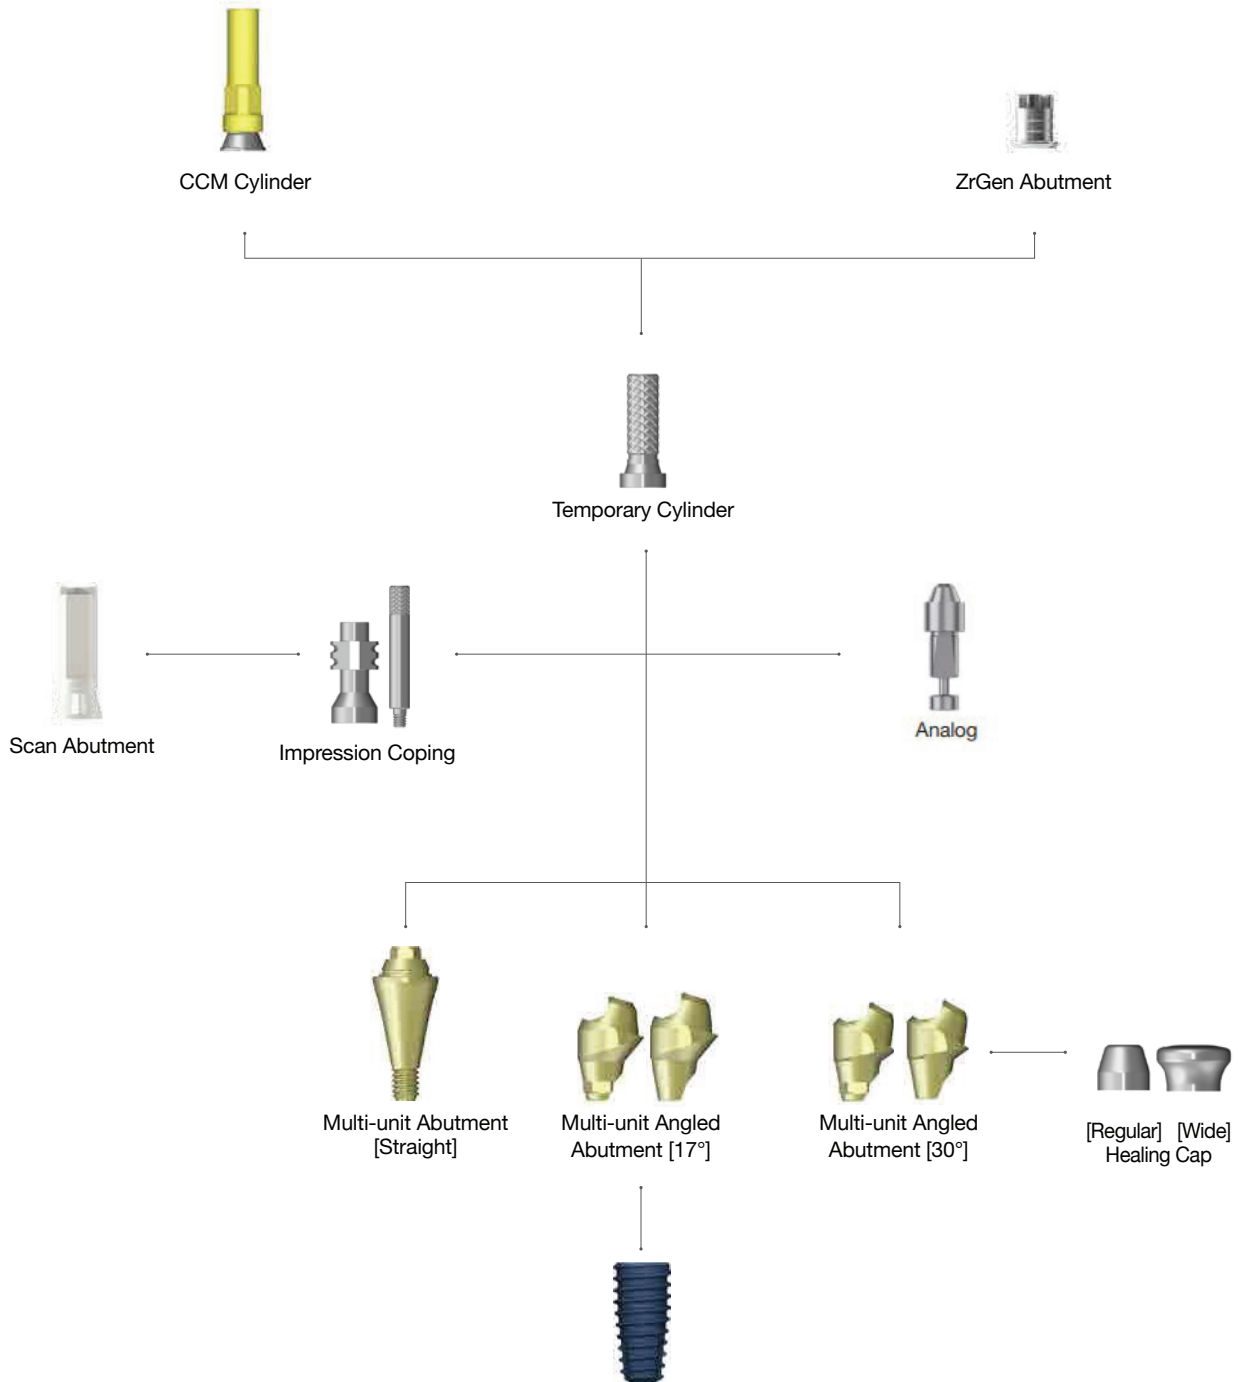 CCM Cylinder
ZrGen Abutment
Temporary Cylinder
Scan Abutment
Impression Coping
Analog
Multi-unit Abutment
[Straight]
Multi-unit Angled
Abutment [17°]
Multi-unit Angled
Abutment [30°]
[Regular] [Wide]
Healing Cap